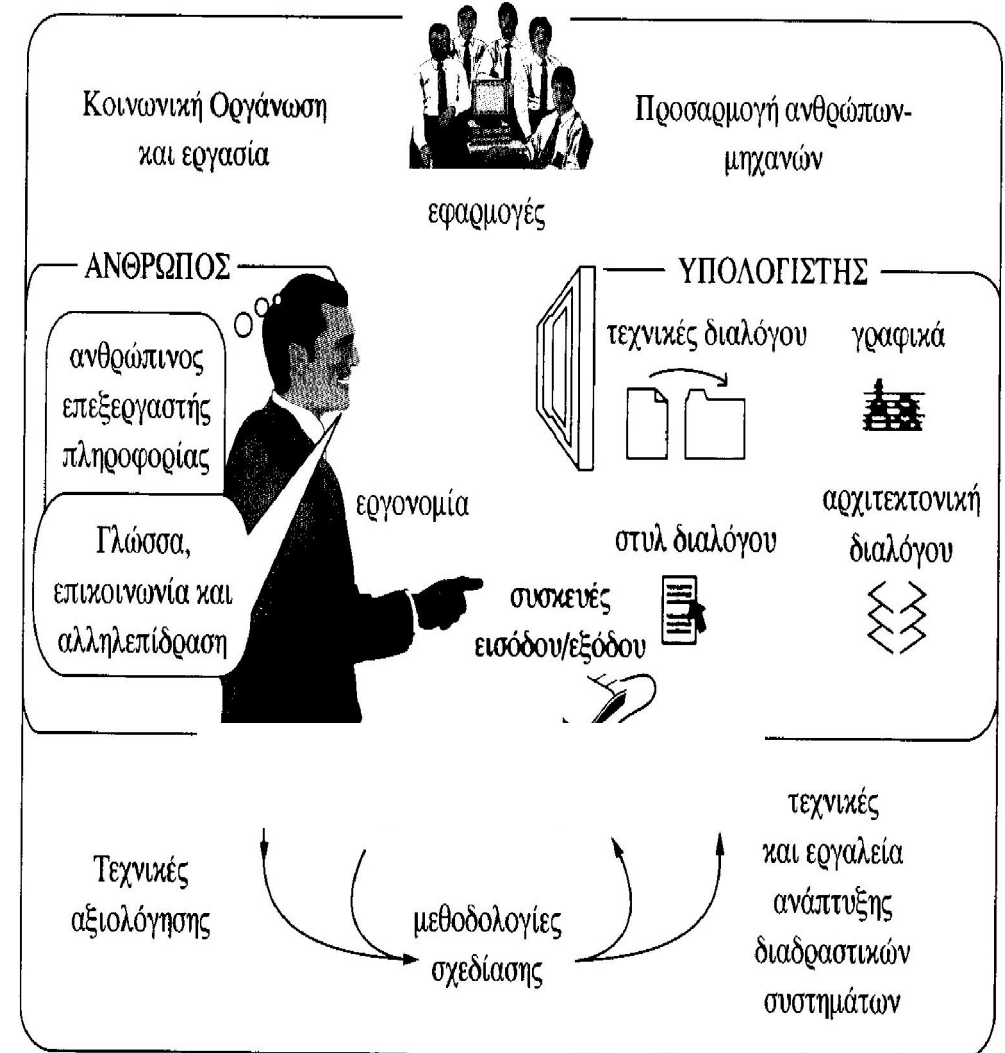 Κοινωνική Οργάνωση
και εργασία
Προσαρμογή ανθρώπων-
μηχανών
εφαρμογές
ΑΝΘΡΩΠΟΣ
ανθρώπινος
επεξεργαστής
πληροφορίας
Γλώσσα,
επικοινωνία και
αλληλεπίδραση
εργονομία
ΥΠΟΛΟΓΙΣΤΗΣ
τεχνικές διαλόγου
γραφικά
στυλ διαλόγου
αρχιτεκτονική
διαλόγου
συσκευές
εισόδου/εξόδου
Τεχνικές
αξιολόγησης
μεθοδολογίες
σχεδίασης
τεχνικές
και εργαλεία
ανάπτυξης
διαδραστικών
συστημάτων